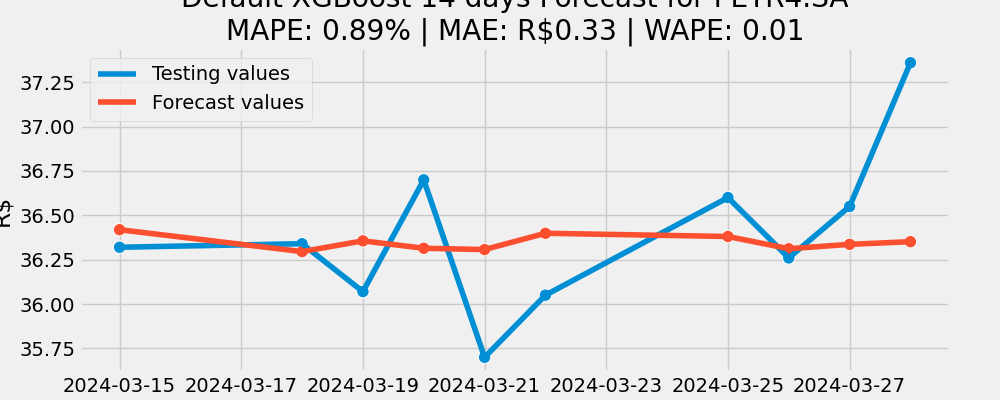 Default XGBoost 14 days Forecast for PETR4.SA
MAPE: 0.89% | MAE: R$0.33 | WAPE: 0.01
Testing values
Forecast values
37.25
37.00
36.75
36.50
36.25
36.00
35.75
R$
2024-03-15 2024-03-17 2024-03-19 2024-03-21 2024-03-23 2024-03-25 2024-03-27